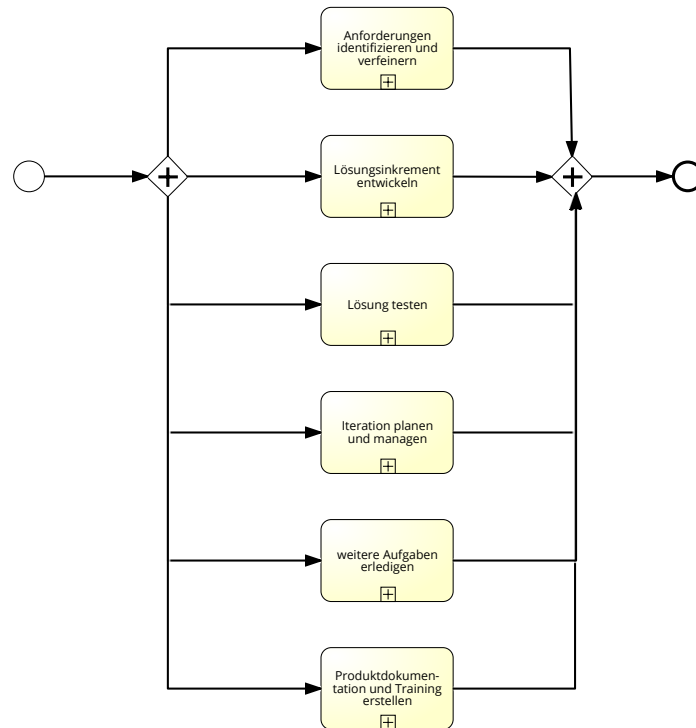 Anforderungen
identifizieren und
verfeinern
Lösungsinkrement
entwickeln
Lösung testen
Iteration planen
und managen
weitere Aufgaben
erledigen
Produktdokumen-
tation und Training
erstellen